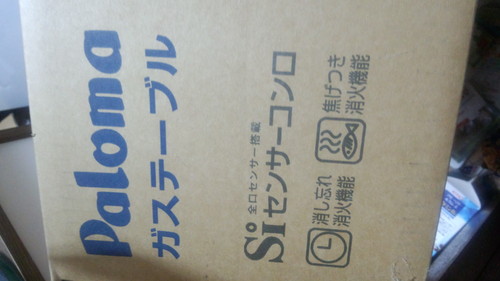 Paloma
ガステーブル
全口センサー搭載
Siセンサーコンロ
消し忘れ
消火機能
焦げつき
消火機能